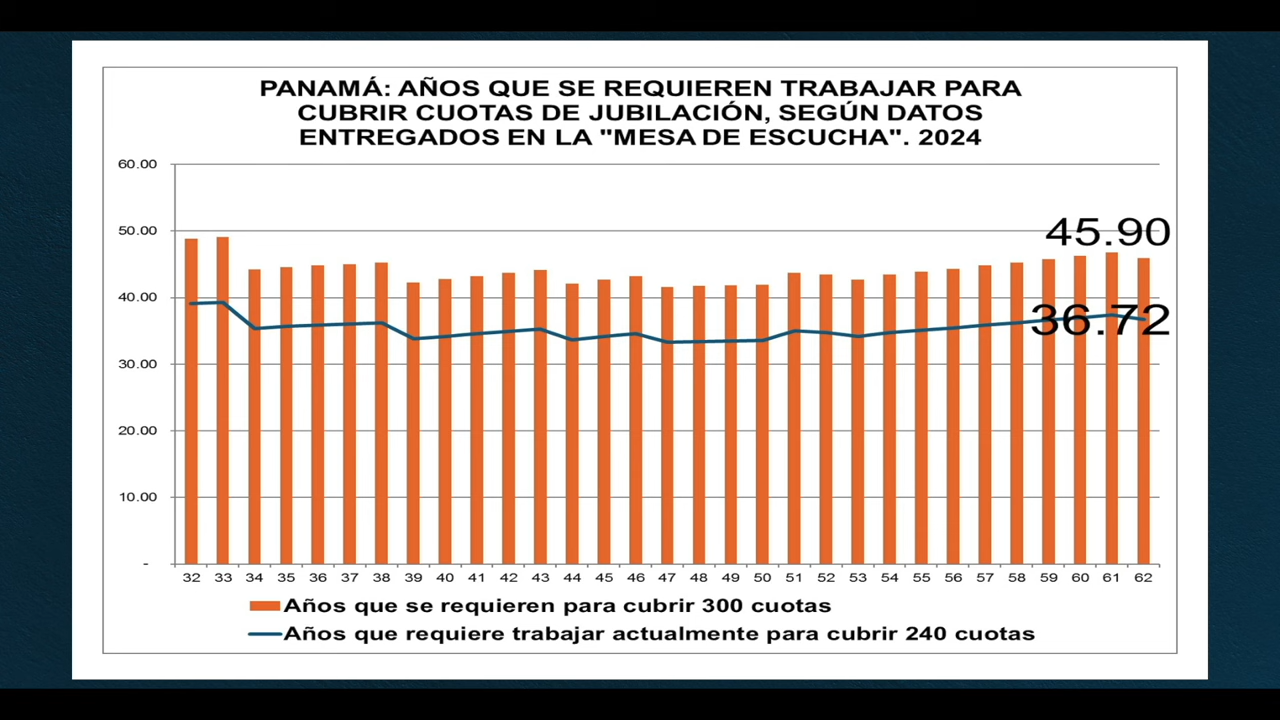 PANAMÁ: AÑOS QUE SE REQUIEREN TRABAJAR PARA
CUBRIR CUOTAS DE JUBILACIÓN, SEGÚN DATOS
ENTREGADOS EN LA "MESA DE ESCUCHA". 2024
60.00
50.00
40.00
30.00
20.00
10.00
-
45.90
36.72
32 33 34 35 36 37 38 39 40 41 42 43 44 45 46 47 48 49 50 51 52 53 54 55 56 57 58 59 60 61 62
Años que se requieren para cubrir 300 cuotas
Años que requiere trabajar actualmente para cubrir 240 cuotas